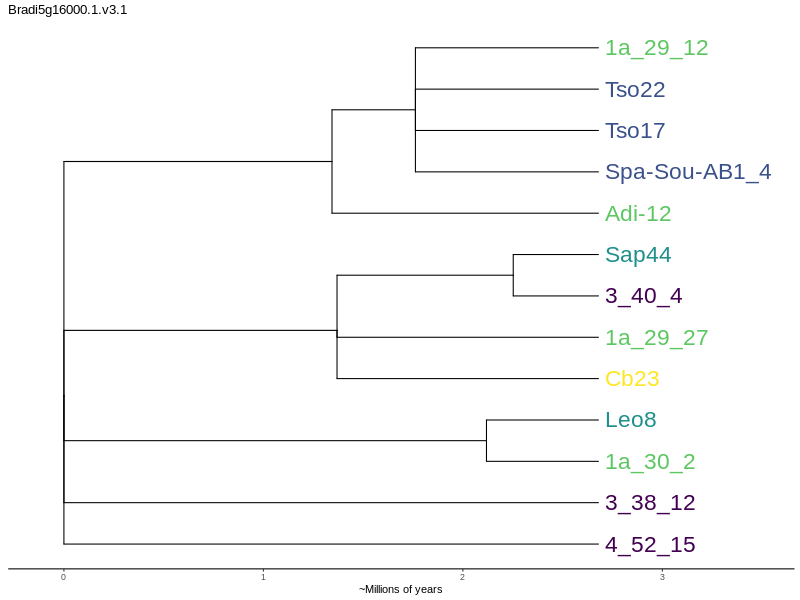 Bradi5g16000.1.v3.1
1a_29_12
Tso22
Tso17
Spa-Sou-AB1_4
Adi-12
Sap44
3_40_4
1a_29_27
Cb23
Leo8
1a_30_2
3_38_12
4_52_15
0 1 2 3
~Millions of years